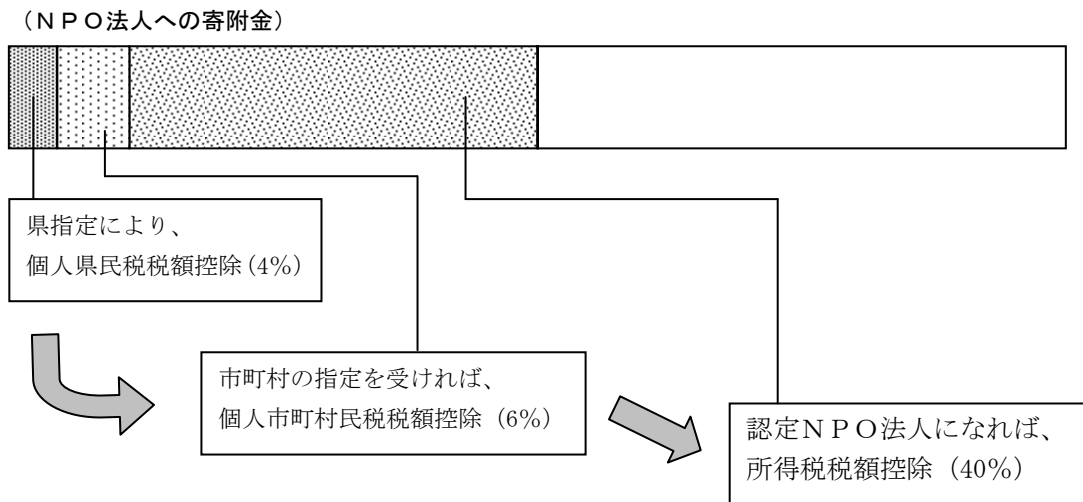 （ＮＰＯ法人への寄附金）
県指定により、
個人県民税税額控除（4％）
市町村の指定を受ければ、
個人市町村民税税額控除（6％）
認定ＮＰＯ法人になれば、
所得税税額控除（40％）